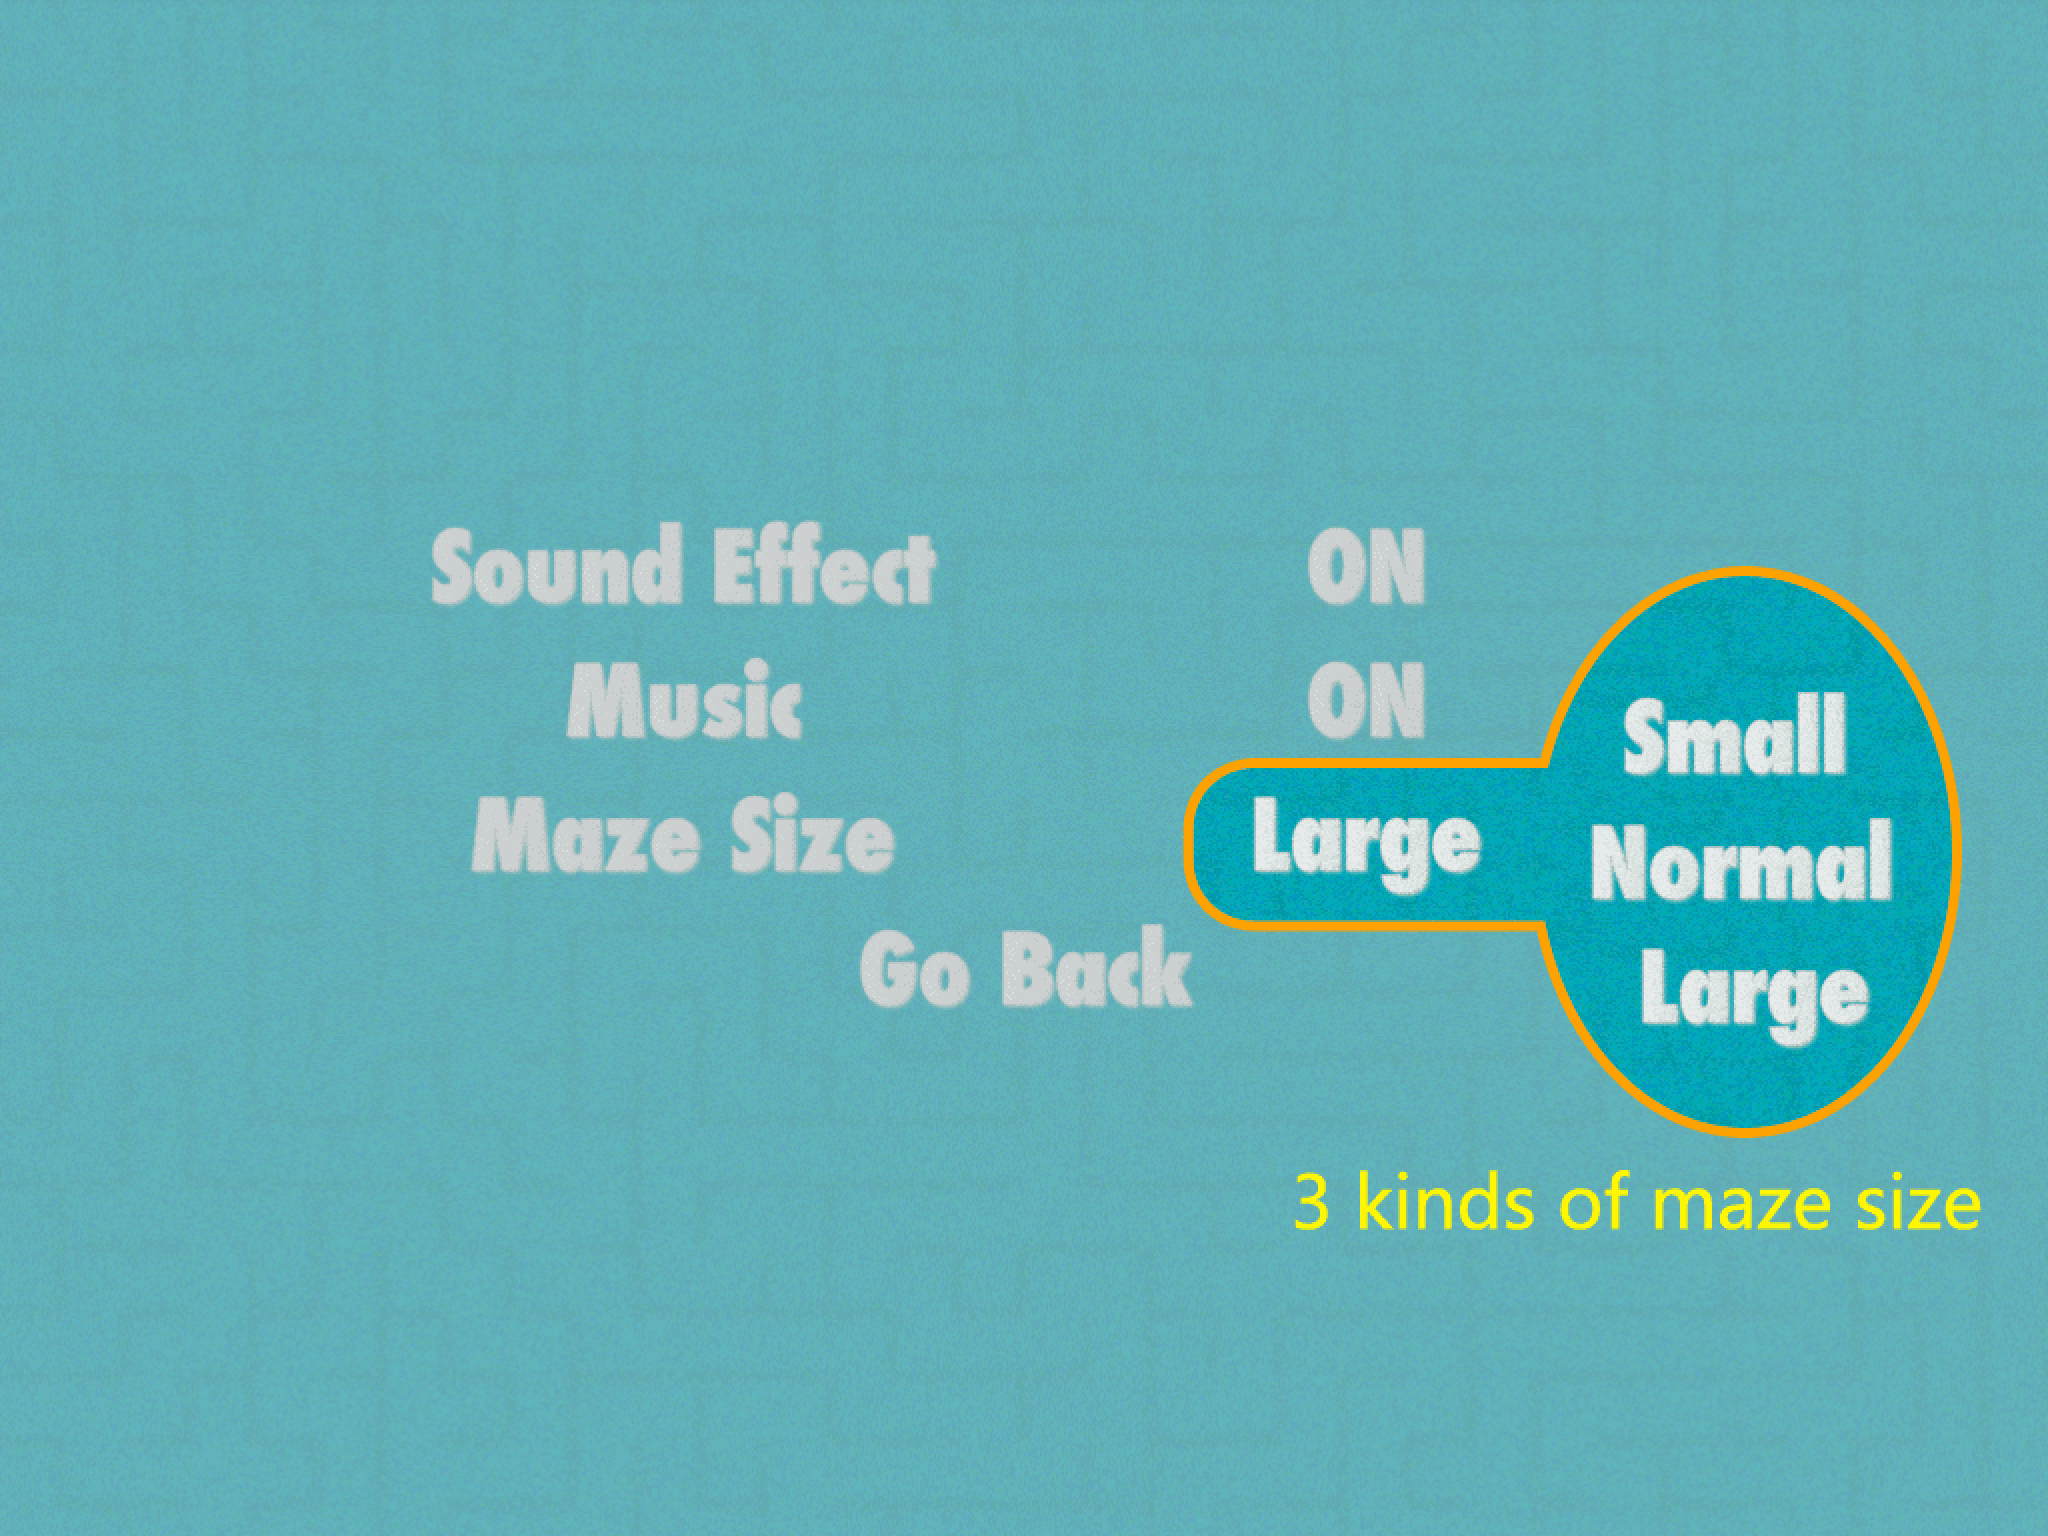 Sound Effect ON
Music ON
Maze Size Large
Go Back
Small
Normal
Large
3 kinds of maze size